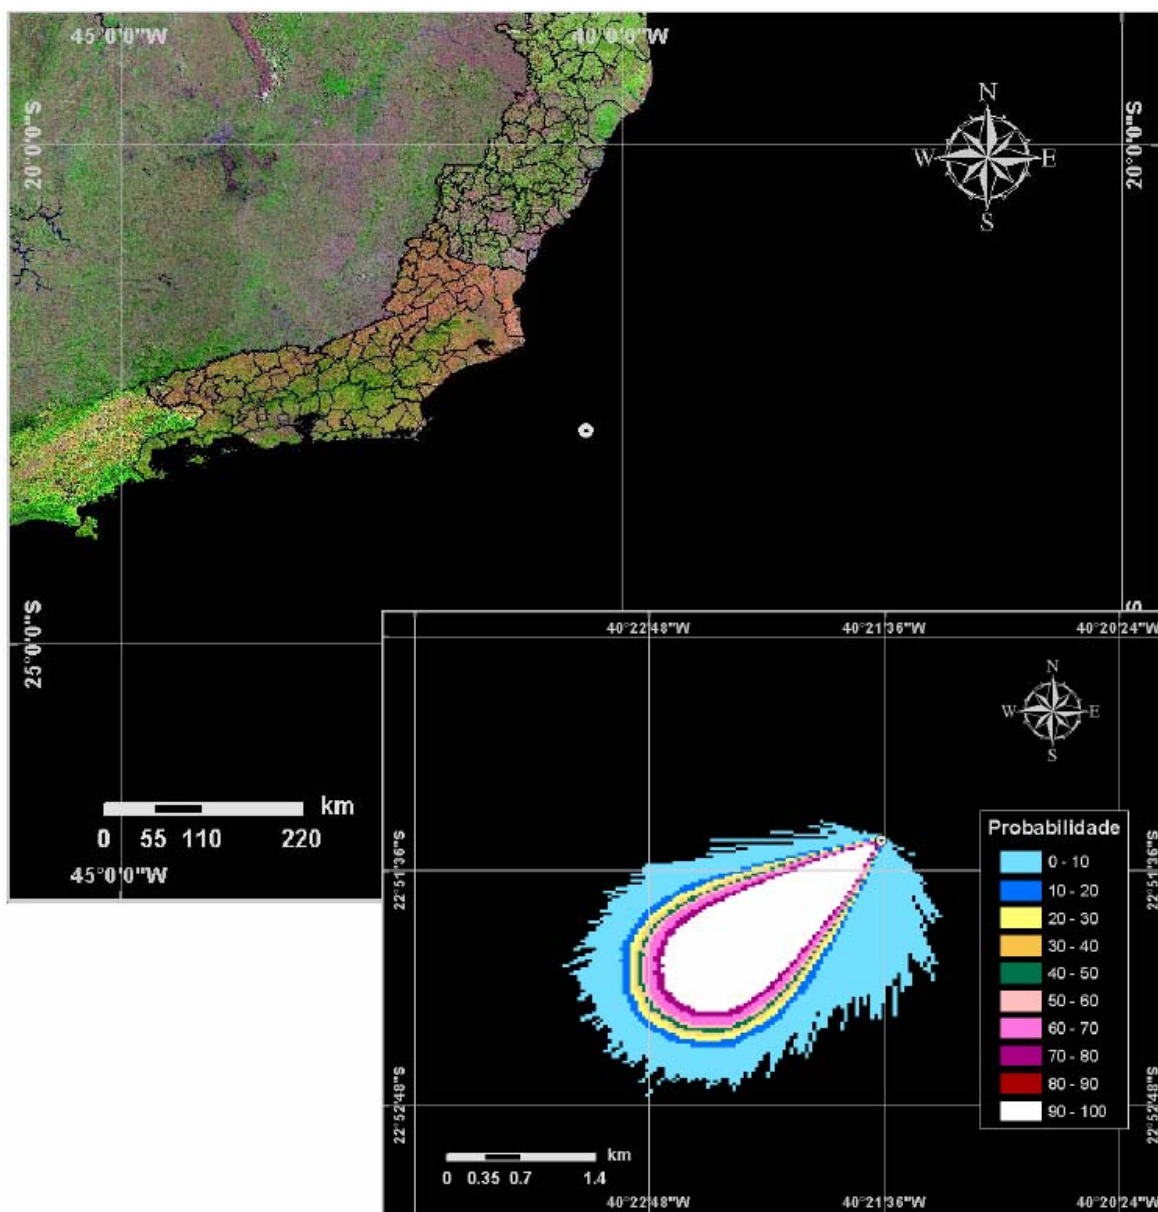 45°0'0"W 40°0'0"W
20°0'0"S
20°0'0"S
N
W E
S
25°0'0"S
S
km
0 55 110 220
45°0'0"W
40°22'48"W 40°21'36"W 40°20'24"W
N
W E
S
22°51'36"S
22°51'36"S
Probabilidade
0 - 10
10 - 20
20 - 30
30 - 40
40 - 50
50 - 60
60 - 70
70 - 80
80 - 90
90 - 100
22°52'48"S
22°52'48"S
km
0 0.35 0.7 1.4
40°22'48"W 40°21'36"W 40°20'24"W